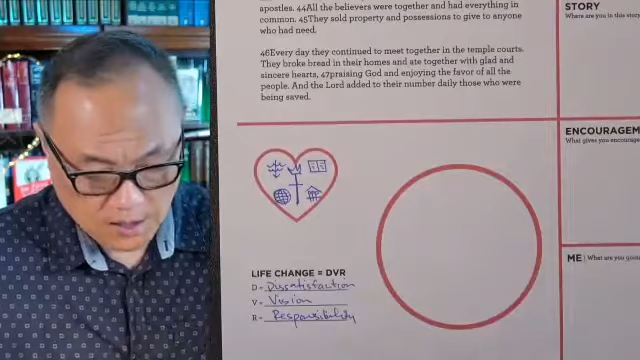 apostles. 44All the believers were together and had everything in
common. 45They sold property and possessions to give to anyone
who had need.
46Every day they continued to meet together in the temple courts.
They broke bread in their homes and ate together with glad and
sincere hearts, 47praising God and enjoying the favor of all the
people. And the Lord added to their number daily those who were
being saved.
LIFE CHANGE = DVR
D= Dissatisfaction
V= Vision
R= Responsibility
STORY
Where are you in this story
ENCOURAGEM
What gives you encourage
ME | What are you going